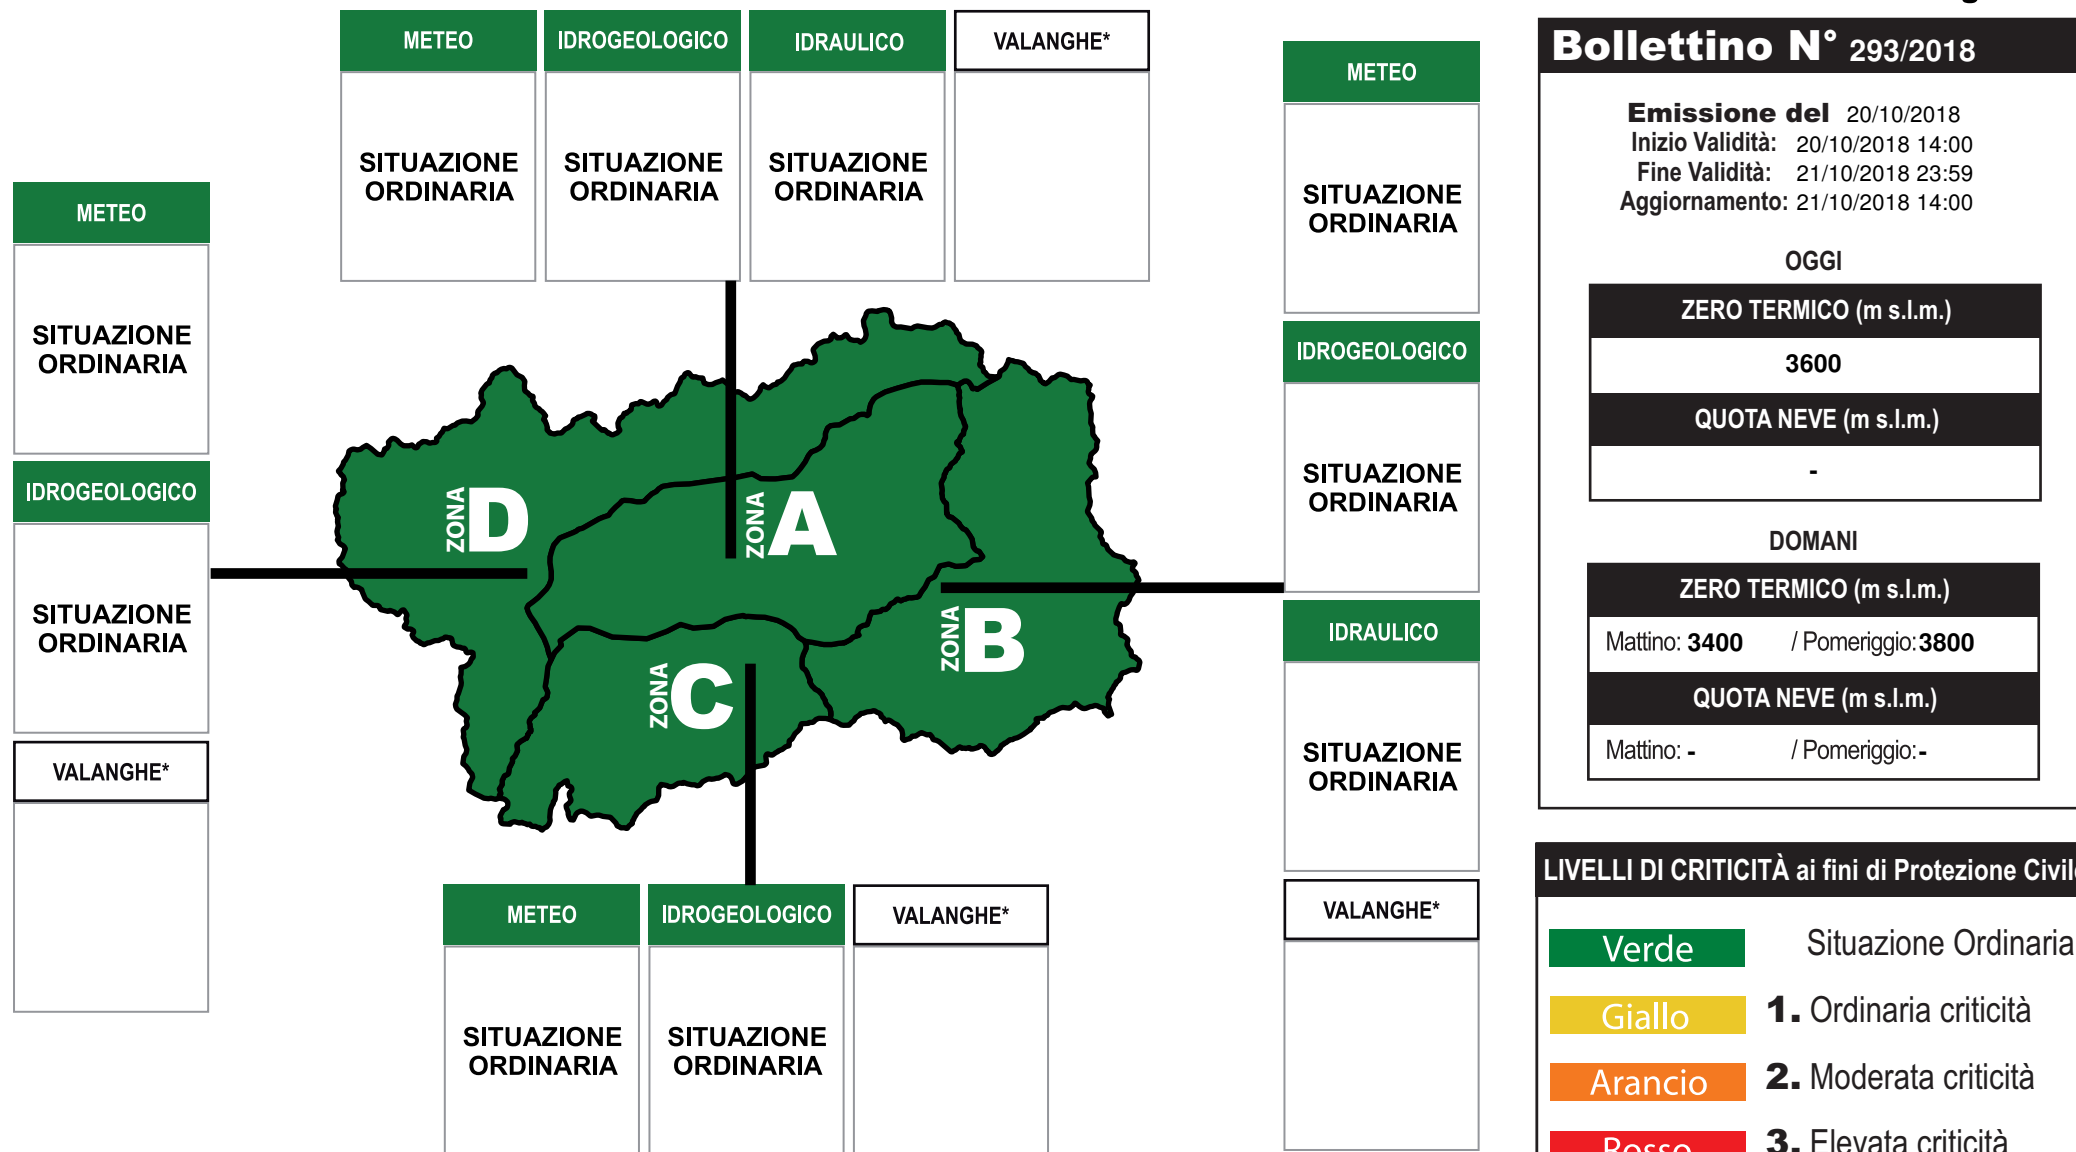 METEO
IDROGEOLOGICO
IDRAULICO
VALANGHE*
SITUAZIONE
ORDINARIA
SITUAZIONE
ORDINARIA
SITUAZIONE
ORDINARIA
METEO
SITUAZIONE
ORDINARIA
IDROGEOLOGICO
SITUAZIONE
ORDINARIA
VALANGHE*
ZONA D
ZONA A
ZONA B
ZONA C
METEO
SITUAZIONE
ORDINARIA
IDROGEOLOGICO
SITUAZIONE
ORDINARIA
IDRAULICO
SITUAZIONE
ORDINARIA
VALANGHE*
METEO
IDROGEOLOGICO
VALANGHE*
SITUAZIONE
ORDINARIA
SITUAZIONE
ORDINARIA
Bollettino N° 293/2018
Emissione del 20/10/2018
Inizio Validità: 20/10/2018 14:00
Fine Validità: 21/10/2018 23:59
Aggiornamento: 21/10/2018 14:00
OGGI
ZERO TERMICO (m s.l.m.)
3600
QUOTA NEVE (m s.l.m.)
-
DOMANI
ZERO TERMICO (m s.l.m.)
Mattino: 3400 / Pomeriggio: 3800
QUOTA NEVE (m s.l.m.)
Mattino: - / Pomeriggio: -
LIVELLI DI CRITICITÀ ai fini di Protezione Civile
Verde Situazione Ordinaria
Giallo 1. Ordinaria criticità
Arancio 2. Moderata criticità
Rosso 3. Elevata criticità